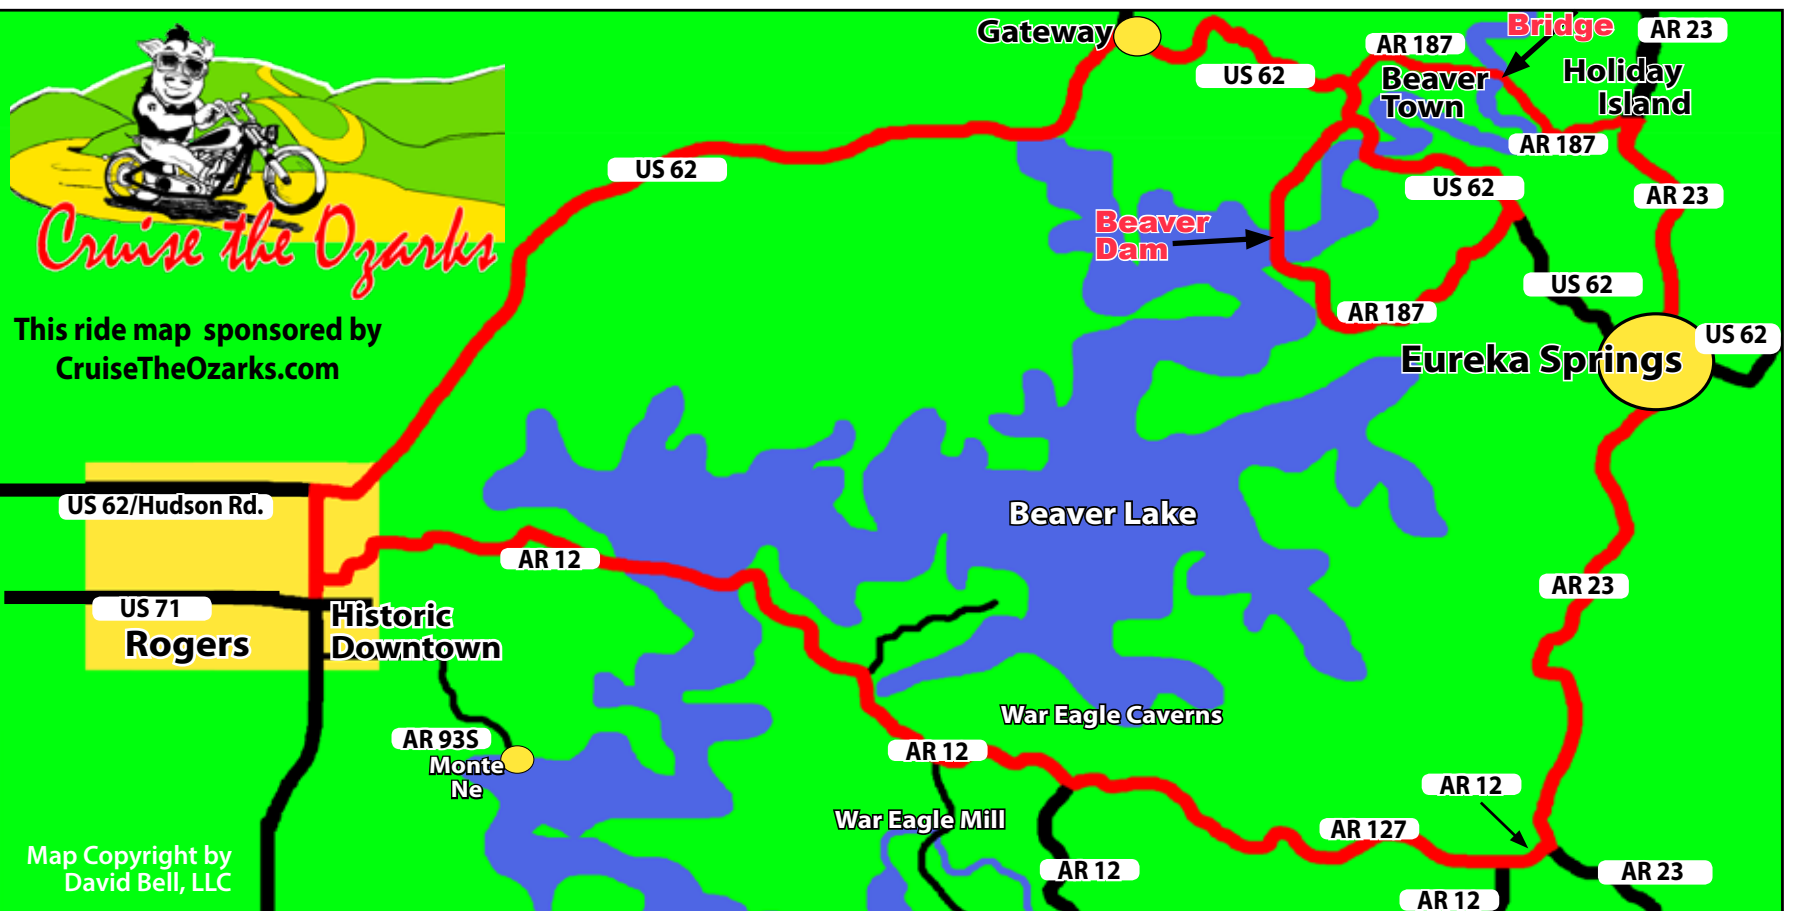 Gateway
Bridge
AR 23
AR 187
US 62
Beaver
Town
Holiday
Island
AR 187
US 62
US 62
AR 23
Beaver
Dam
Cruise the Ozarks
US 62
AR 187
This ride map sponsored by
CruiseTheOzarks.com
US 62
Eureka Springs
US 62/Hudson Rd.
Beaver Lake
AR 12
AR 23
US 71
Rogers
Historic
Downtown
War Eagle Caverns
AR 93S
Monte
Ne
AR 12
AR 12
War Eagle Mill
AR 127
Map Copyright by
David Bell, LLC
AR 12
AR 23
AR 12